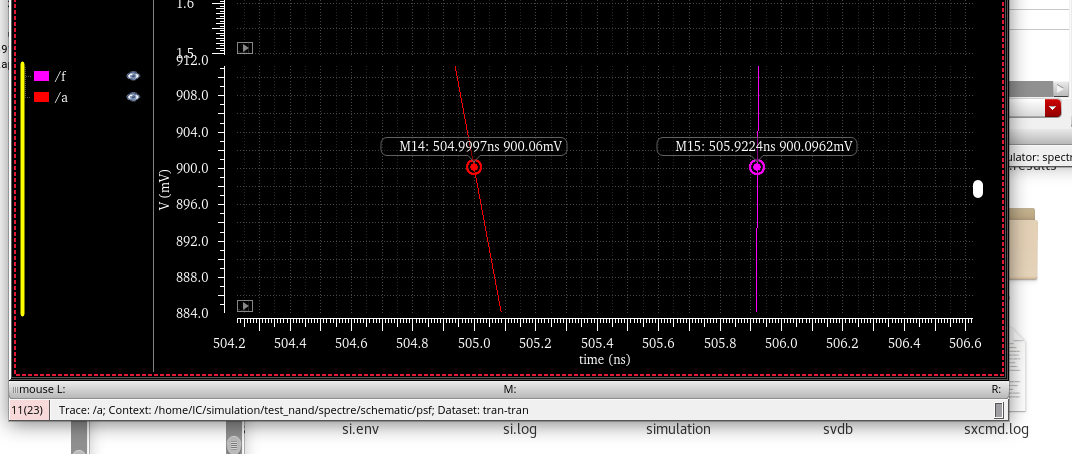 1.6
1.5
912.0
/f
908.0
/a
904.0
M14: 504.9997ns 900.06mV
M15: 505.9224ns 900.0962mV
900.0
V (mV)
896.0
892.0
888.0
884.0
504.2 504.4 504.6 504.8 505.0 505.2 505.4 505.6 505.8 506.0 506.2 506.4 506.6
time (ns)
mouse L: M: R:
11(23) Trace: /a; Context: /home/IC/simulation/test_nand/spectre/schematic/psf; Dataset: tran-tran
si.env si.log simulation svdb sxcmd.log